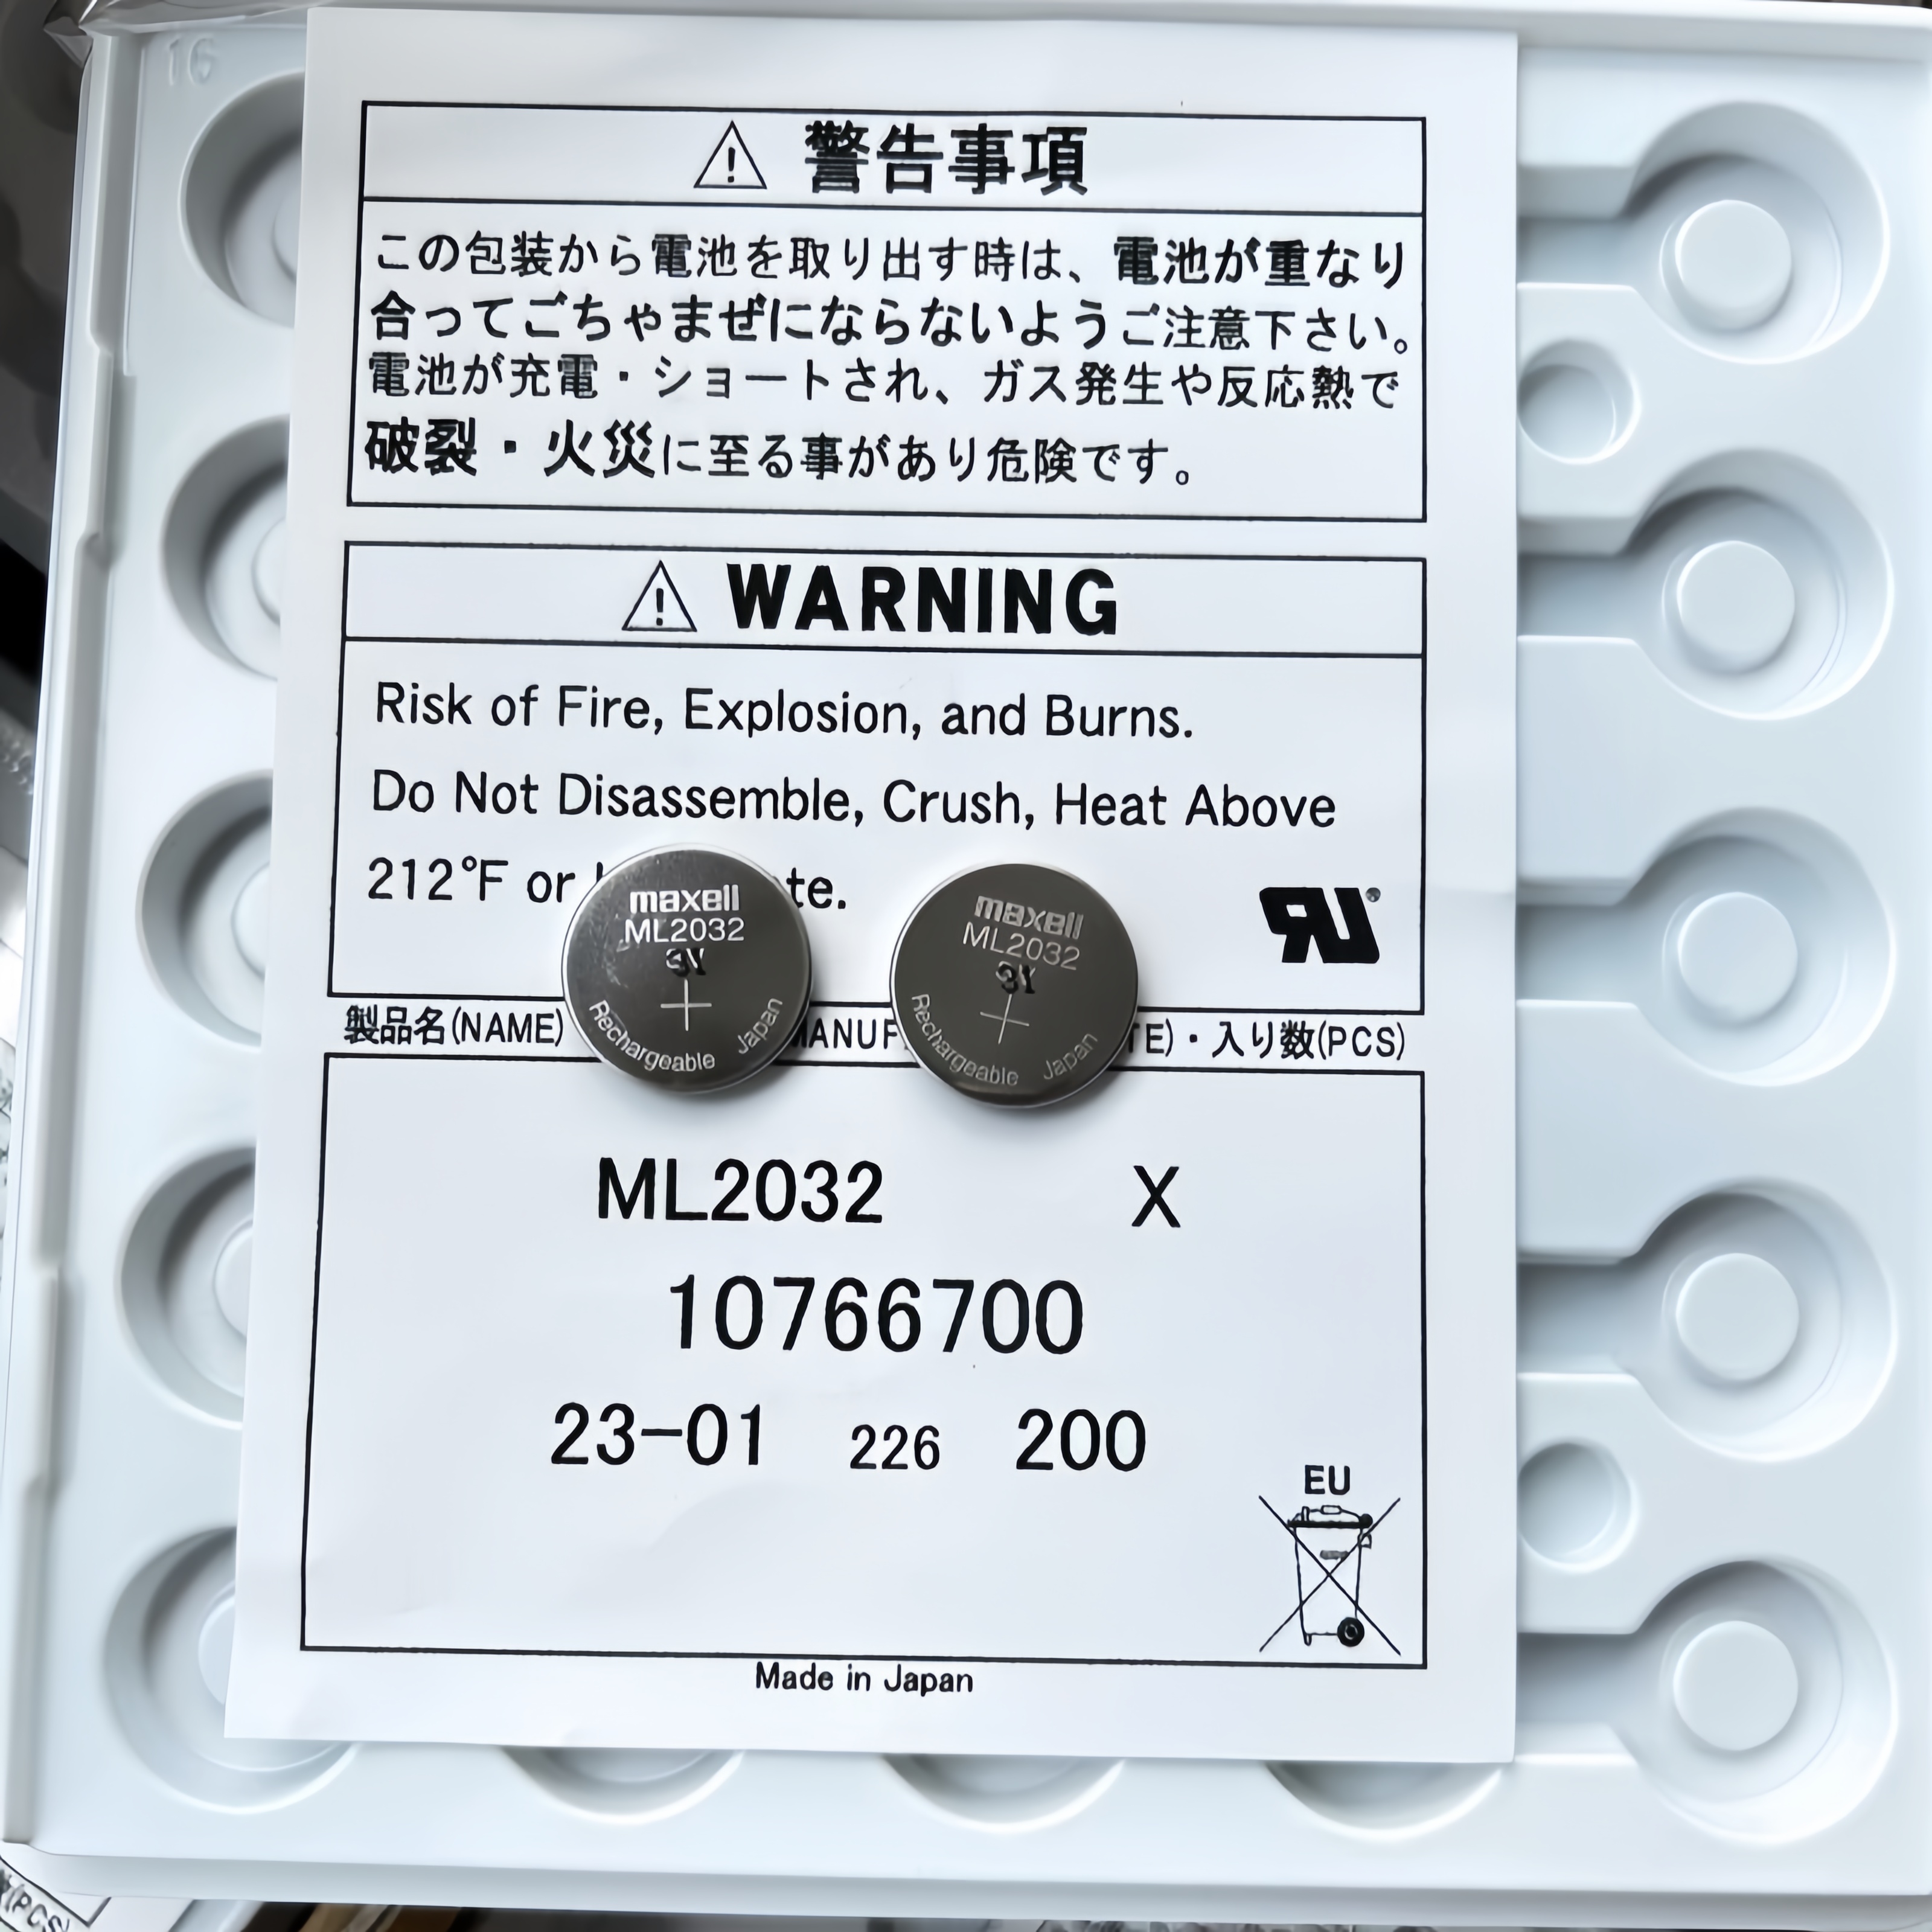 16
警告事項
この包装から電池を取り出す時は、電池が重なり
合ってごちゃまぜにならないようご注意下さい。
電池が充電・ショートされ、ガス発生や反応熱で
破裂・火災に至る事があり危険です。
WARNING
Risk of Fire, Explosion, and Burns.
Do Not Disassemble, Crush, Heat Above
212°F or te.
maxell
ML2032
3V
+
Rechargeable Japan
maxell
ML2032
3V
+
Rechargeable Japan
製品名(NAME) MANUF TE)・入り数(PCS)
ML2032 X
10766700
23-01 226 200
EU
Made in Japan
(PCS)